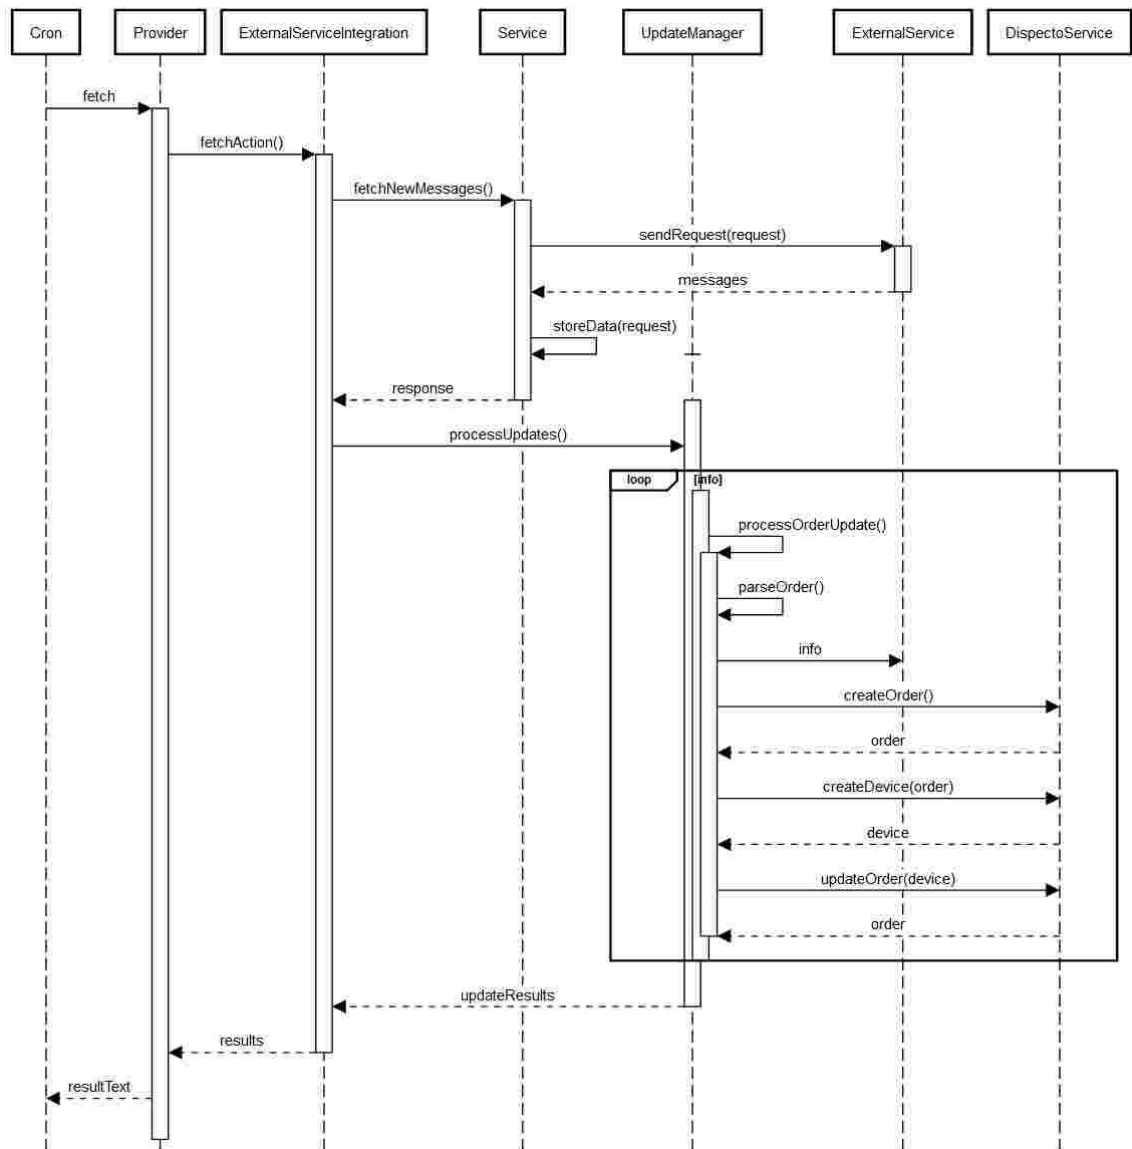 Cron
Provider
ExternalServiceIntegration
Service
UpdateManager
ExternalService
DispectoService
fetch
fetchAction()
fetchNewMessages()
sendRequest(request)
messages
storeData(request)
response
processUpdates()
loop
[info]
processOrderUpdate()
parseOrder()
info
createOrder()
order
createDevice(order)
device
updateOrder(device)
order
updateResults
results
resultText